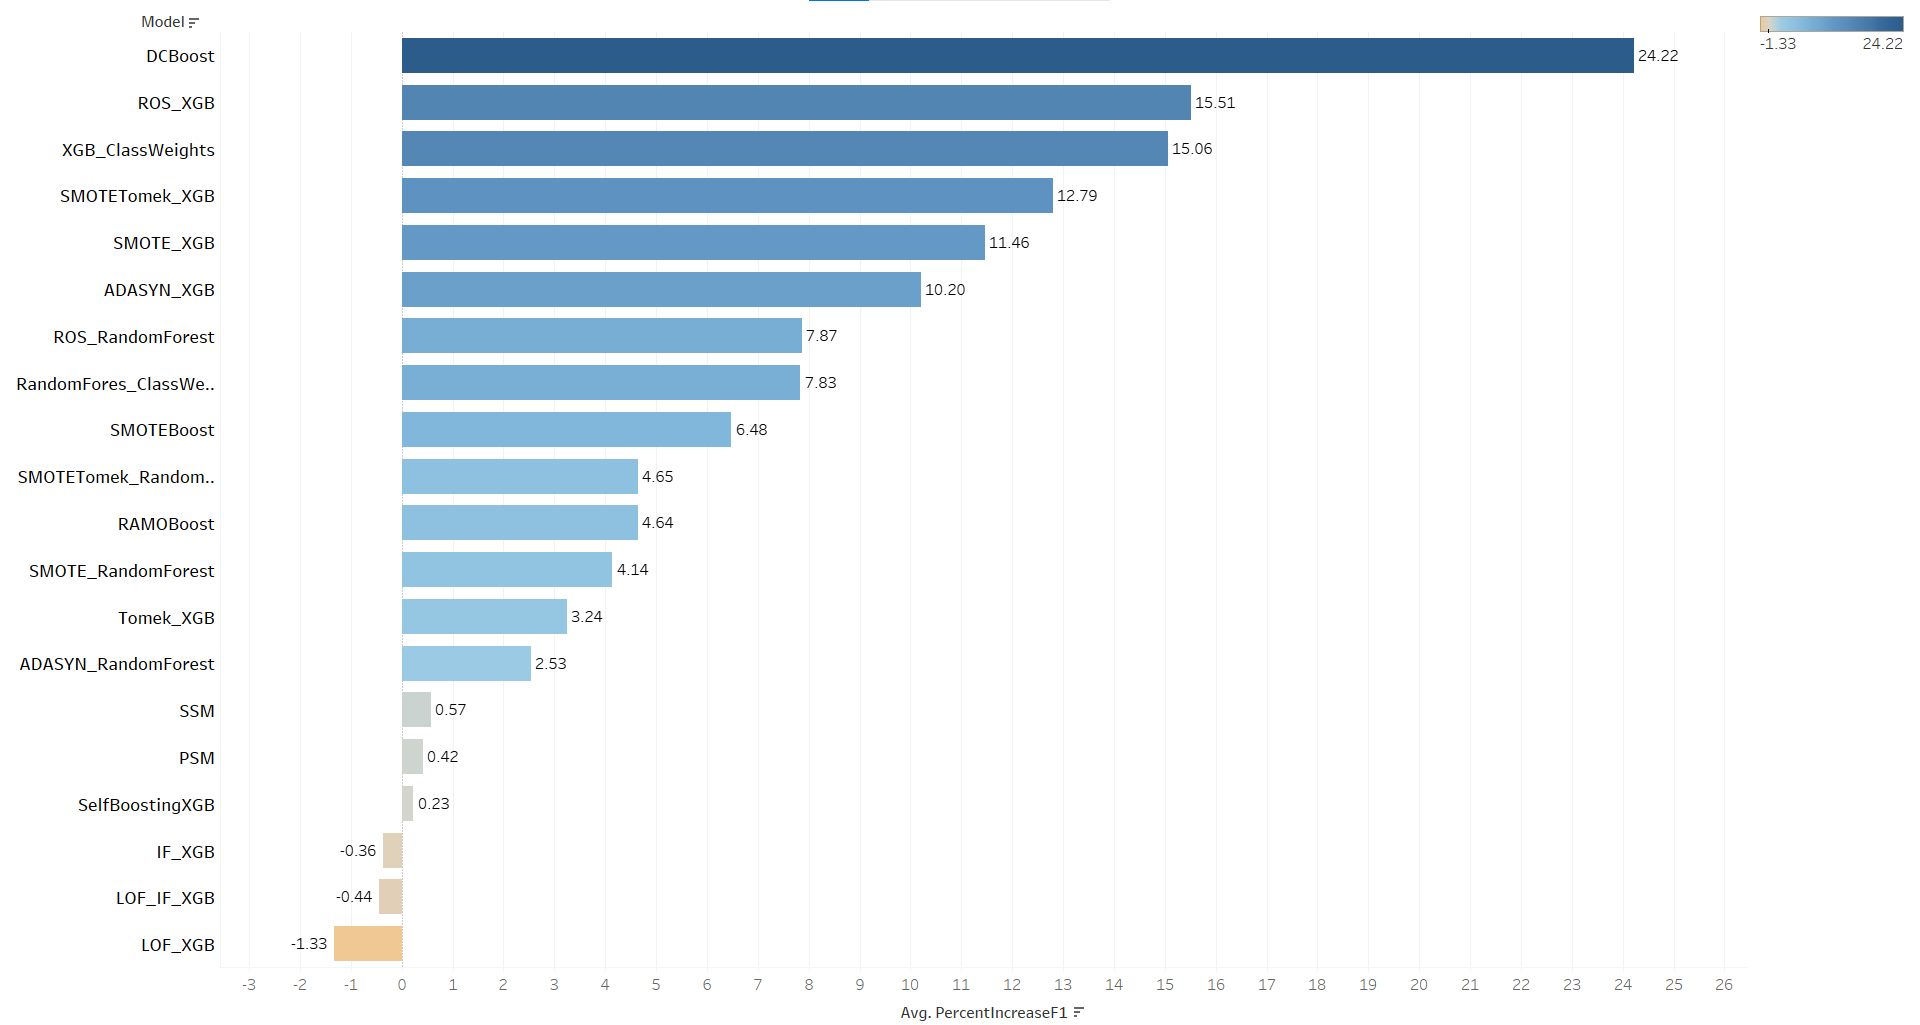 Model
-1.33 24.22
DCBoost 24.22
ROS_XGB 15.51
XGB_ClassWeights 15.06
SMOTETomek_XGB 12.79
SMOTE_XGB 11.46
ADASYN_XGB 10.20
ROS_RandomForest 7.87
RandomFores_ClassWe.. 7.83
SMOTEBoost 6.48
SMOTETomek_Random.. 4.65
RAMOBoost 4.64
SMOTE_RandomForest 4.14
Tomek_XGB 3.24
ADASYN_RandomForest 2.53
SSM 0.57
PSM 0.42
SelfBoostingXGB 0.23
IF_XGB -0.36
LOF_IF_XGB -0.44
LOF_XGB -1.33
-3 -2 -1 0 1 2 3 4 5 6 7 8 9 10 11 12 13 14 15 16 17 18 19 20 21 22 23 24 25 26
Avg. PercentIncreaseF1